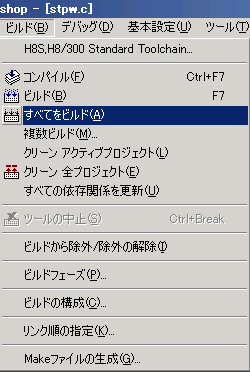 shop - [stpw.c]
ビルド(B) デバッグ(D) 基本設定(U) ツール(T)
H8S,H8/300 Standard Toolchain...
コンパイル(F) Ctrl+F7
ビルド(B) F7
すべてをビルド(A)
複数ビルド(M)...
クリーン アクティブプロジェクト(L)
クリーン 全プロジェクト(E)
すべての依存関係を更新(U)
ツールの中止(S) Ctrl+Break
ビルドから除外/除外の解除(I)
ビルドフェーズ(P)...
ビルドの構成(C)...
リンク順の指定(K)...
Makeファイルの生成(G)...